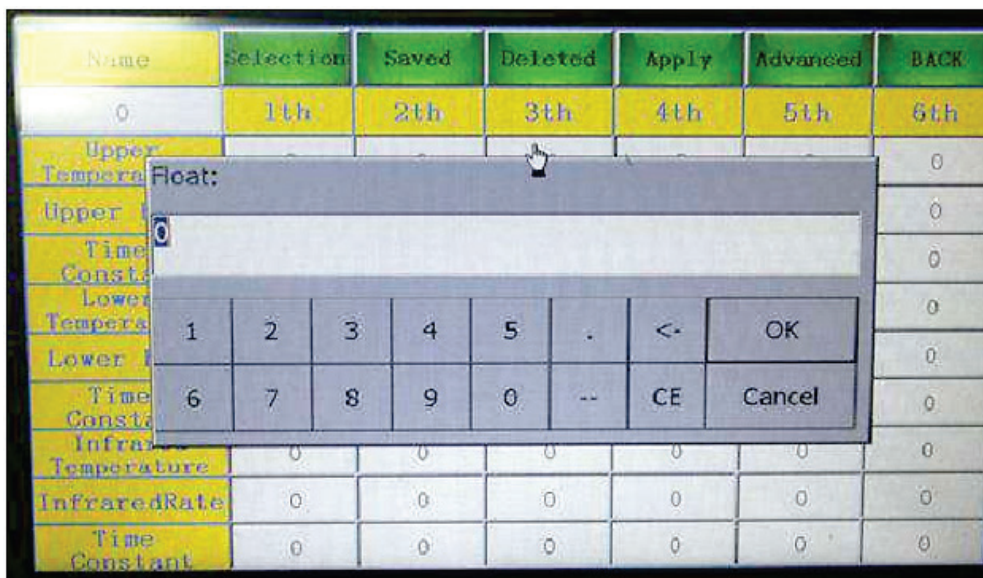 Name Selection Saved Deleted Apply Advanced BACK
0 1th 2th 3th 4th 5th 6th
Upper
Tempera
0
Float:
Upper
0
0
Time
Consta
0
Lower
Tempera
0
1 2 3 4 5 . <- OK
Lower
0
6 7 8 9 0 -- CE Cancel
Time
Consta
0
Infrared
Temperature
0 0 0 0 0 0
InfraredRate 0 0 0 0 0 0
Time
Constant
0 0 0 0 0 0